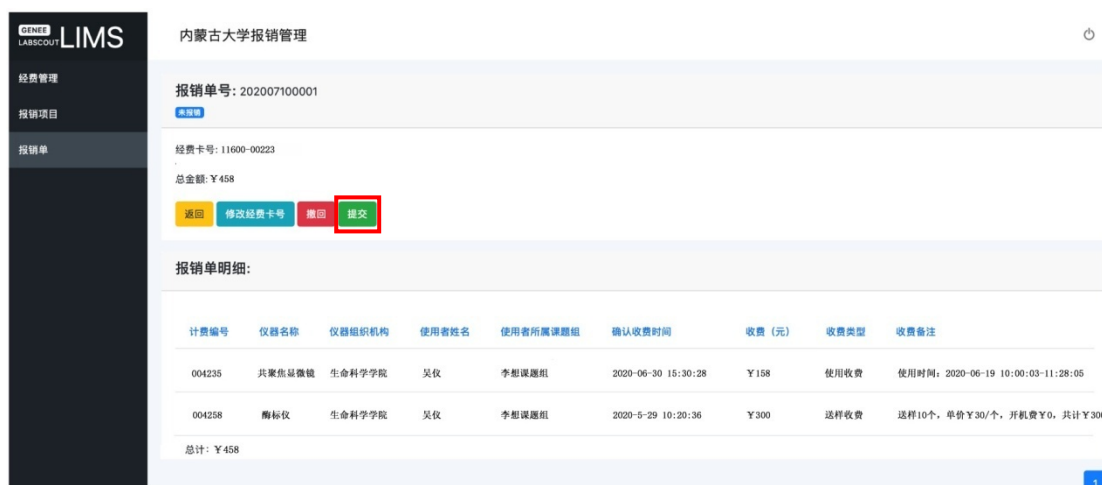 GENEE
LABSCOUT LIMS
内蒙古大学报销管理
经费管理
报销项目
报销单
报销单号: 202007100001
未报销
经费卡号: 11600-00223
总金额: ¥458
返回 修改经费卡号 撤回 提交
报销单明细:
计费编号 仪器名称 仪器组织机构 使用者姓名 使用者所属课题组 确认收费时间 收费（元） 收费类型 收费备注
004235 共聚焦显微镜 生命科学学院 吴仪 李想课题组 2020-06-30 15:30:28 ¥158 使用收费 使用时间: 2020-06-19 10:00:03-11:28:05
004258 酶标仪 生命科学学院 吴仪 李想课题组 2020-5-29 10:20:36 ¥300 送样收费 送样10个，单价¥30/个，开机费¥0，共计¥300
总计: ¥458
1